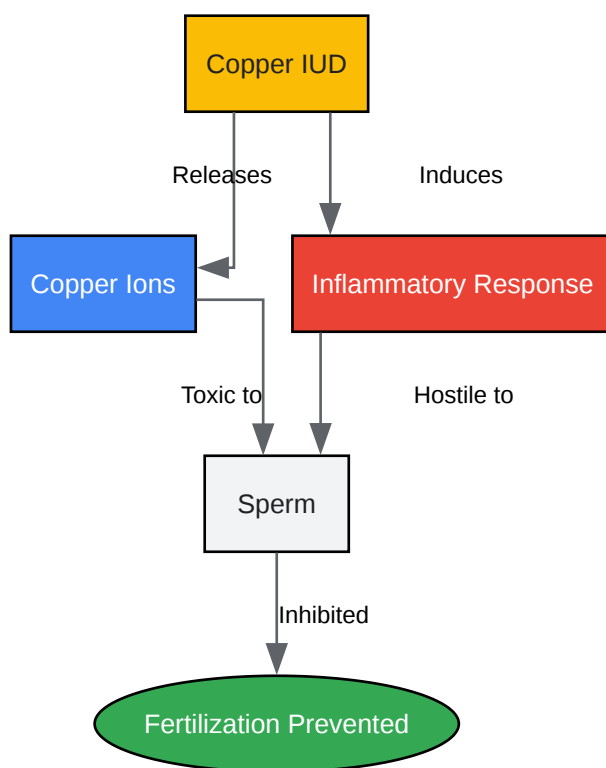 Copper IUD
Releases
Induces
Copper Ions
Inflammatory Response
Toxic to
Hostile to
Sperm
Inhibited
Fertilization Prevented